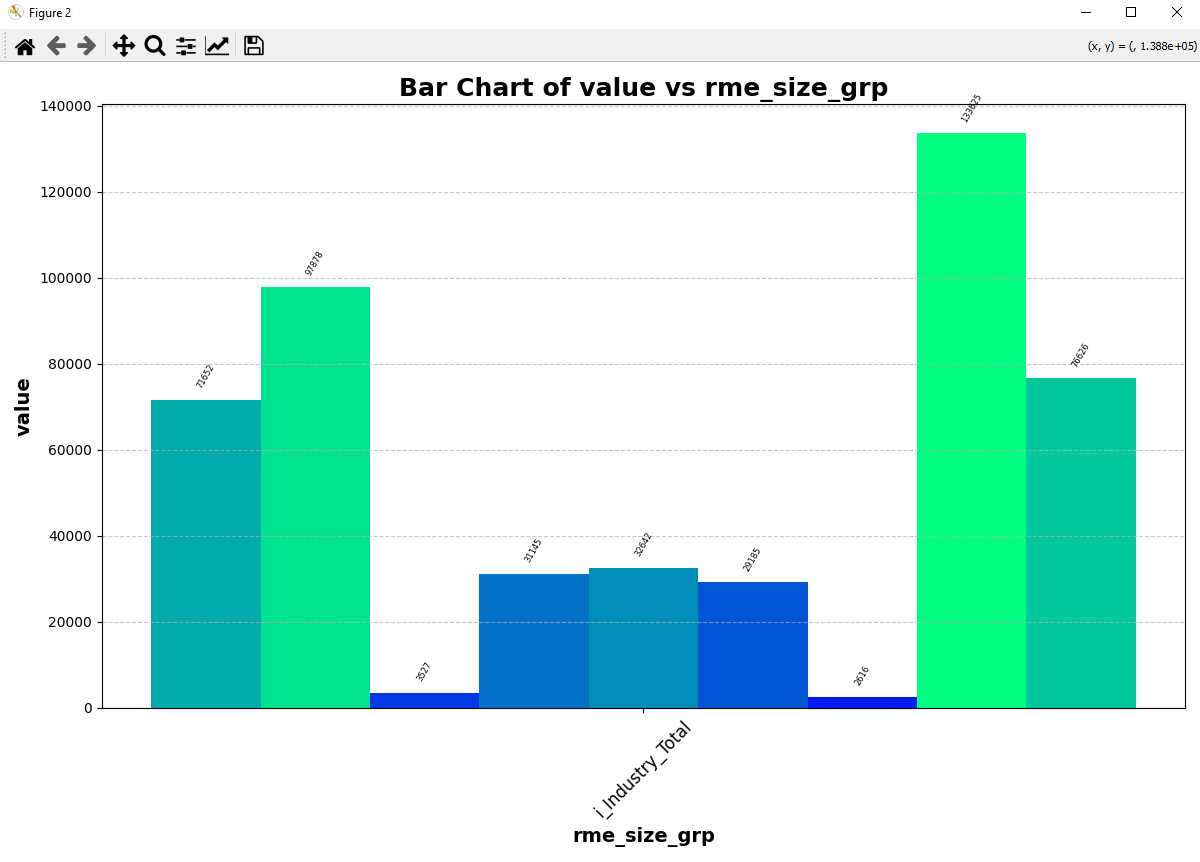 Figure 2
(x, y) = (, 1.388e+05)
Bar Chart of value vs rme_size_grp
140000
120000
100000
80000
60000
40000
20000
0
value
71652
97878
3527
31145
32642
29185
2616
133625
76626
i_Industry_Total
rme_size_grp